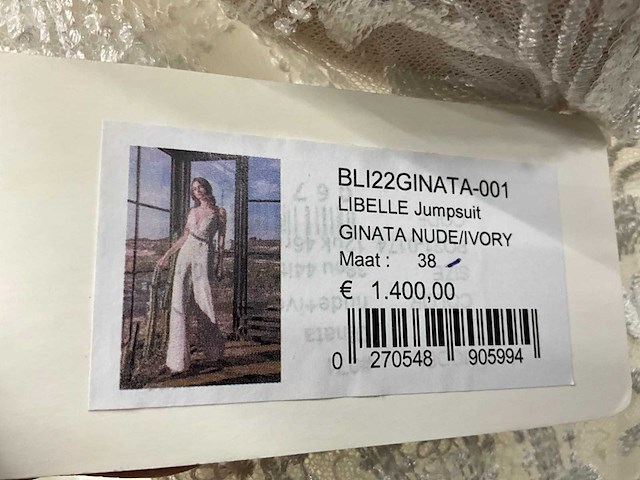 BLI22GINATA-001
LIBELLE Jumpsuit
GINATA NUDE/IVORY
Maat : 38
€ 1.400,00
0 270548 905994